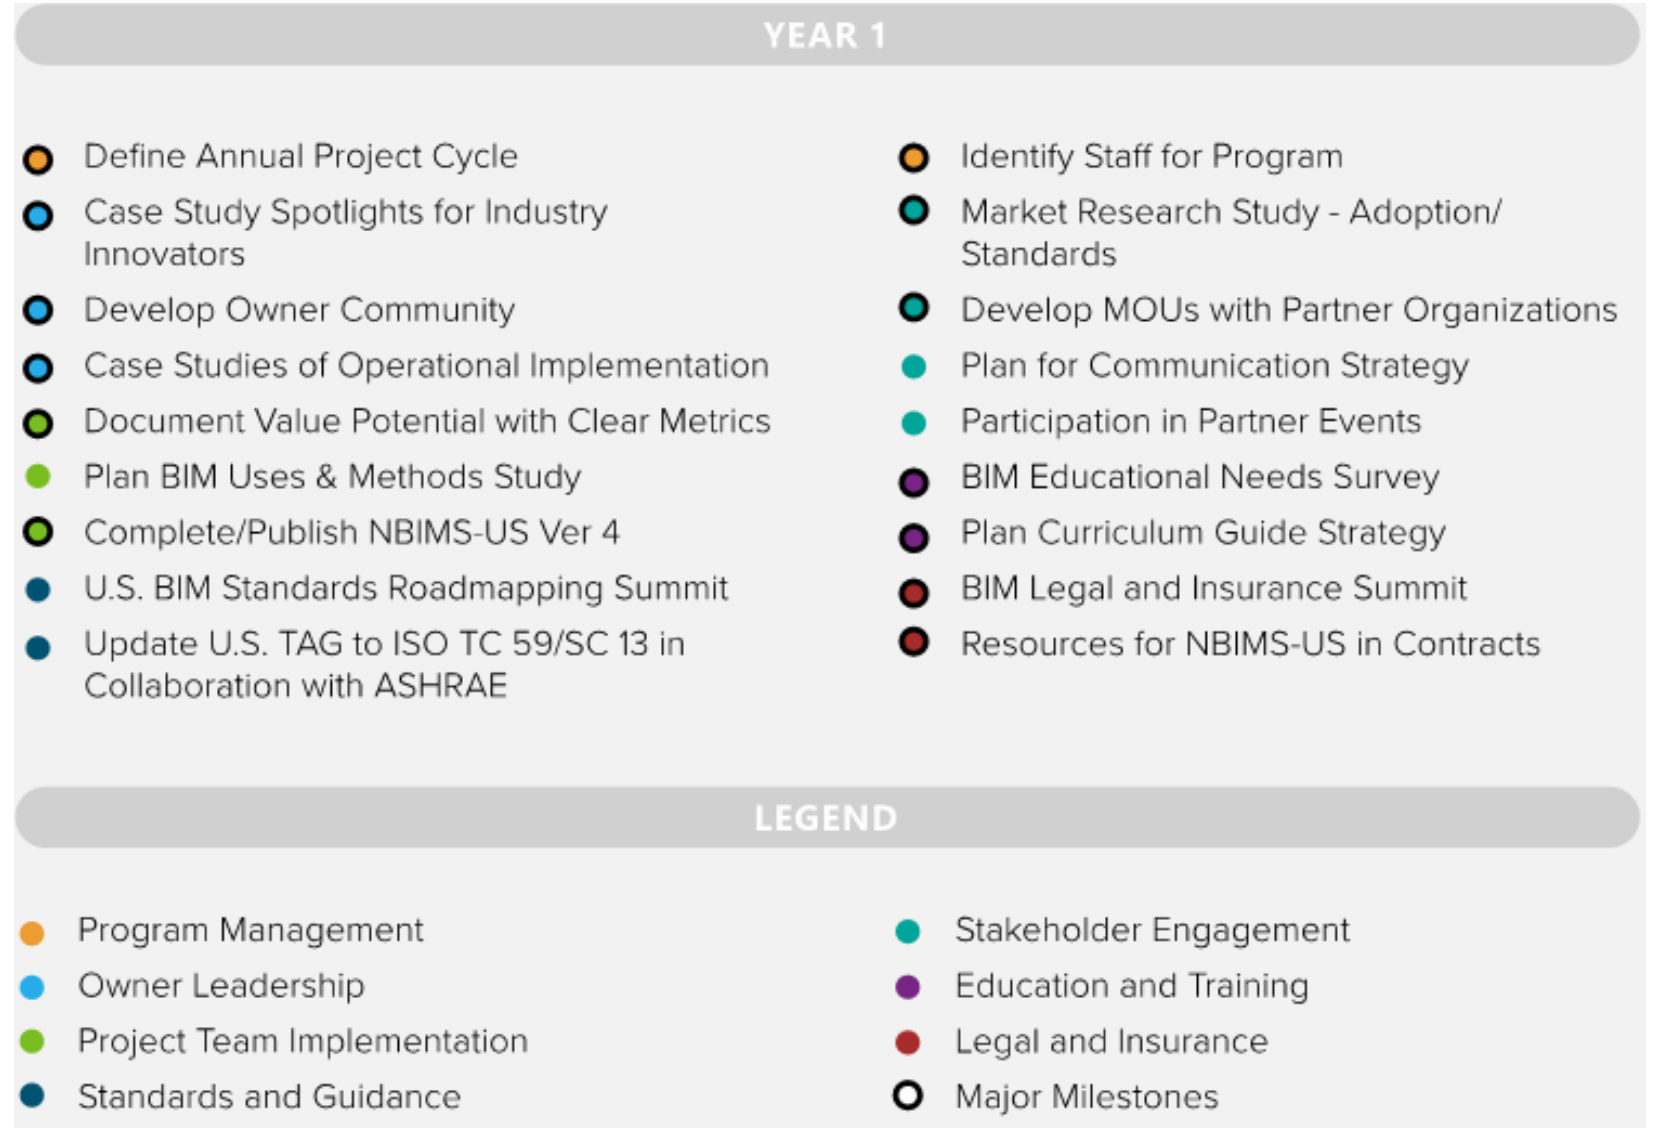 YEAR 1
Define Annual Project Cycle
Case Study Spotlights for Industry
Innovators
Develop Owner Community
Case Studies of Operational Implementation
Document Value Potential with Clear Metrics
Plan BIM Uses & Methods Study
Complete/Publish NBIMS-US Ver 4
U.S. BIM Standards Roadmapping Summit
Update U.S. TAG to ISO TC 59/SC 13 in
Collaboration with ASHRAE
Identify Staff for Program
Market Research Study - Adoption/
Standards
Develop MOUs with Partner Organizations
Plan for Communication Strategy
Participation in Partner Events
BIM Educational Needs Survey
Plan Curriculum Guide Strategy
BIM Legal and Insurance Summit
Resources for NBIMS-US in Contracts
LEGEND
Program Management
Owner Leadership
Project Team Implementation
Standards and Guidance
Stakeholder Engagement
Education and Training
Legal and Insurance
Major Milestones